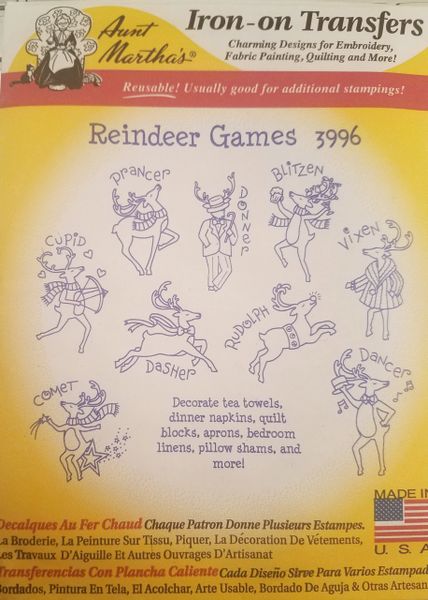 Aunt
Martha's®
Iron-on Transfers
Charming Designs for Embroidery,
Fabric Painting, Quilting and More!
Reusable! Usually good for additional stampings!
Reindeer Games 3996
PRANCER
DONNER
BLITZEN
CUPID
VIXEN
DASHER
RUDOLPH
DANCER
COMET
Decorate tea towels,
dinner napkins, quilt
blocks, aprons, bedroom
linens, pillow shams, and
more!
MADE IN
U.S.A
Decalques Au Fer Chaud Chaque Patron Donne Plusieurs Estampes.
La Broderie, La Peinture Sur Tissu, Piquer, La Décoration De Vétements,
Les Travaux D'Aiguille Et Autres Ouvrages D'Artisanat
Transferencias Con Plancha Caliente Cada Diseño Sirve Para Varios Estampad
Bordados, Pintura En Tela, El Acolchar, Arte Usable, Bordado De Aguja & Otras Artesan